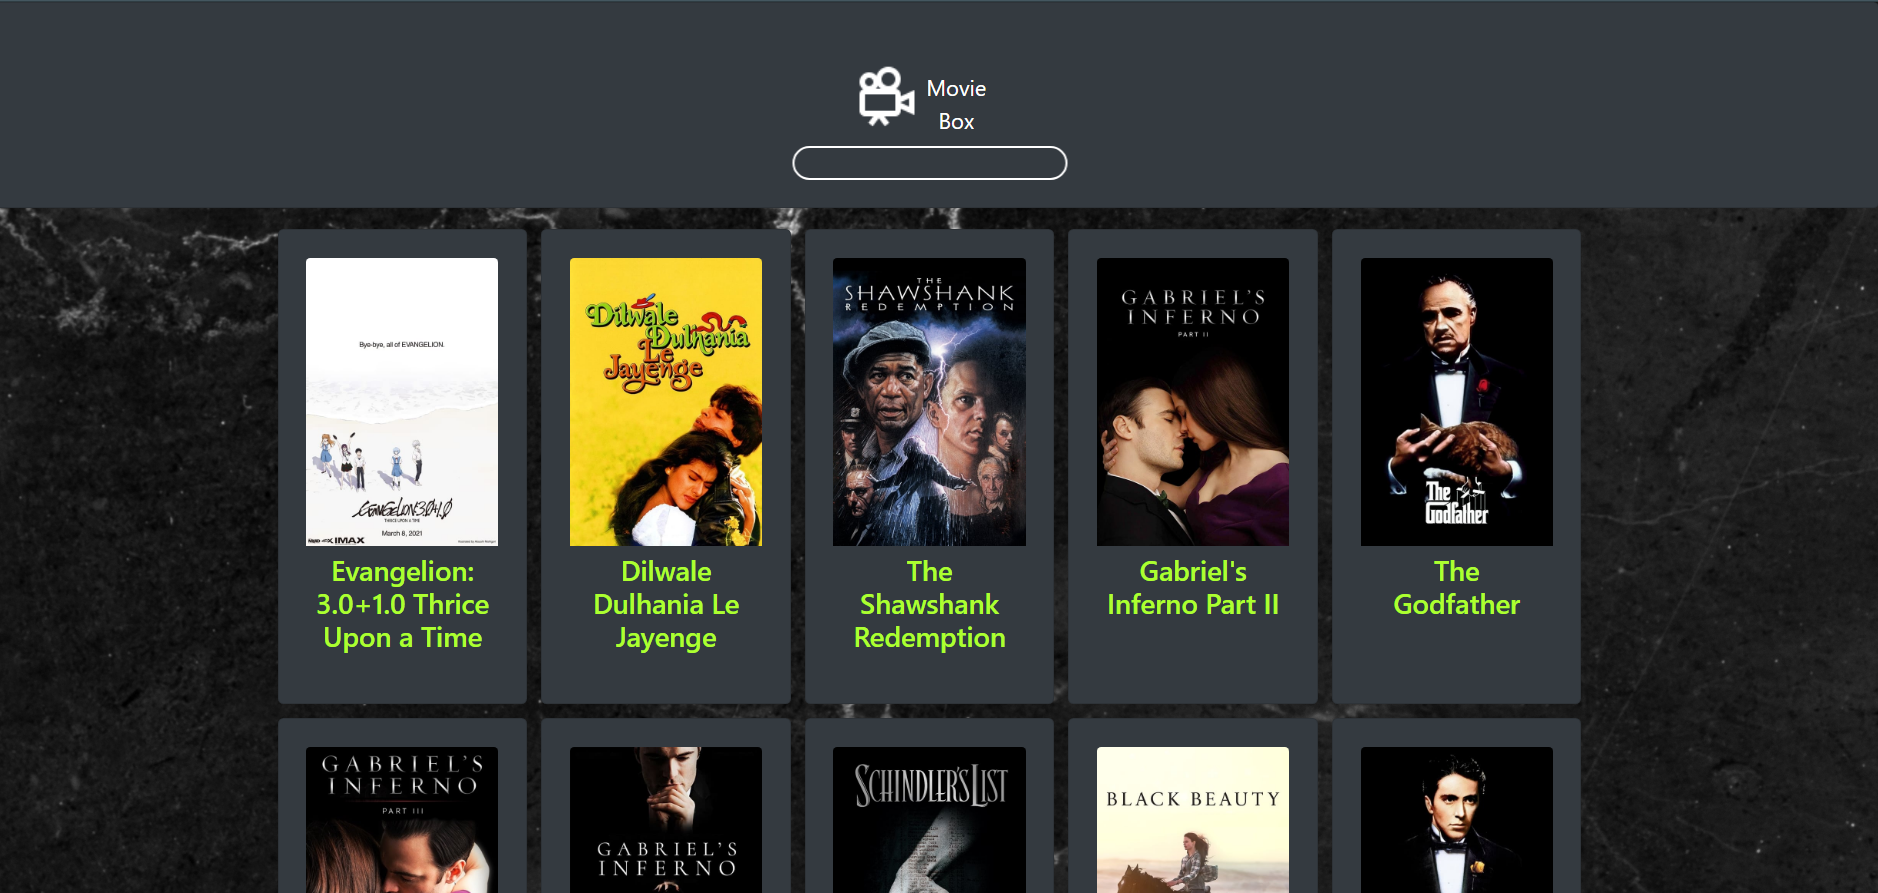 Movie
Box
Bye-bye, all of EVANGELION.
EVANGELION:3.0+1.0
THRICE UPON A TIME
March 8, 2021
IMAX
Evangelion:
3.0+1.0 Thrice
Upon a Time
Dilwale
Dulhania
Le
Jayenge
Dilwale
Dulhania Le
Jayenge
THE
SHAWSHANK
REDEMPTION
The
Shawshank
Redemption
GABRIEL'S
INFERNO
PART II
Gabriel's
Inferno Part II
The
Godfather
The
Godfather
GABRIEL'S
INFERNO
PART III
GABRIEL'S
INFERNO
SCHINDLER'S LIST
BLACK BEAUTY